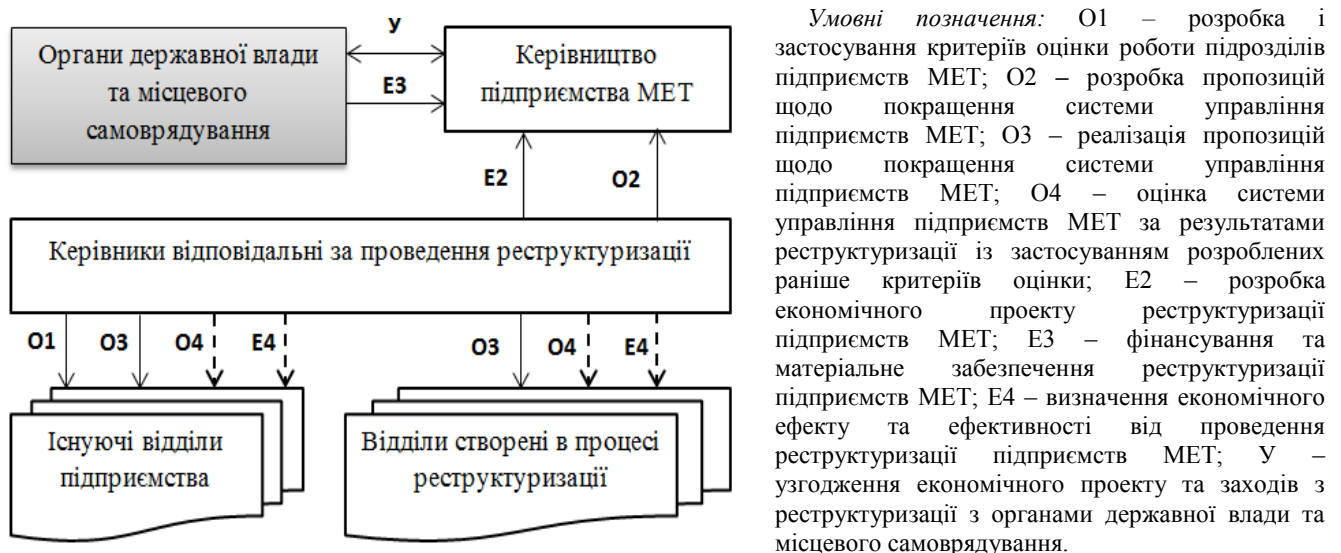 Органи державної влади
та місцевого
самоврядування
У
Е3
Керівництво
підприємства МЕТ
Е2
О2
Керівники відповідальні за проведення реструктуризації
О1
О3
О4
Е4
О3
О4
Е4
Існуючі відділи
підприємства
Відділи створені в процесі
реструктуризації
Умовні позначення: О1 – розробка і
застосування критеріїв оцінки роботи підрозділів
підприємств МЕТ; О2 – розробка пропозицій
щодо покращення системи управління
підприємств МЕТ; О3 – реалізація пропозицій
щодо покращення системи управління
підприємств МЕТ; О4 – оцінка системи
управління підприємств МЕТ за результатами
реструктуризації із застосуванням розроблених
раніше критеріїв оцінки; Е2 – розробка
економічного проекту реструктуризації
підприємств МЕТ; Е3 – фінансування та
матеріальне забезпечення реструктуризації
підприємств МЕТ; Е4 – визначення економічного
ефекту та ефективності від проведення
реструктуризації підприємств МЕТ; У –
узгодження економічного проекту та заходів з
реструктуризації з органами державної влади та
місцевого самоврядування.